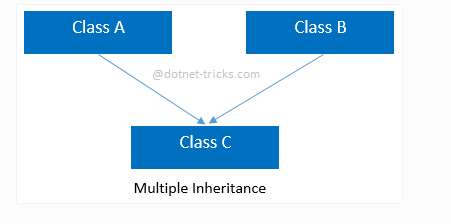 Class A
Class B
@dotnet-tricks.com
Class C
Multiple Inheritance